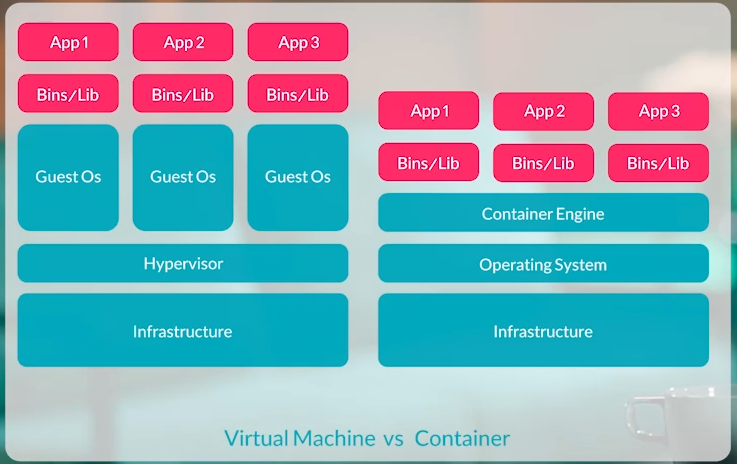 App 1
App 2
App 3
Bins/Lib
Bins/Lib
Bins/Lib
Guest Os
Guest Os
Guest Os
Hypervisor
Infrastructure
App 1
App 2
App 3
Bins/Lib
Bins/Lib
Bins/Lib
Container Engine
Operating System
Infrastructure
Virtual Machine vs Container